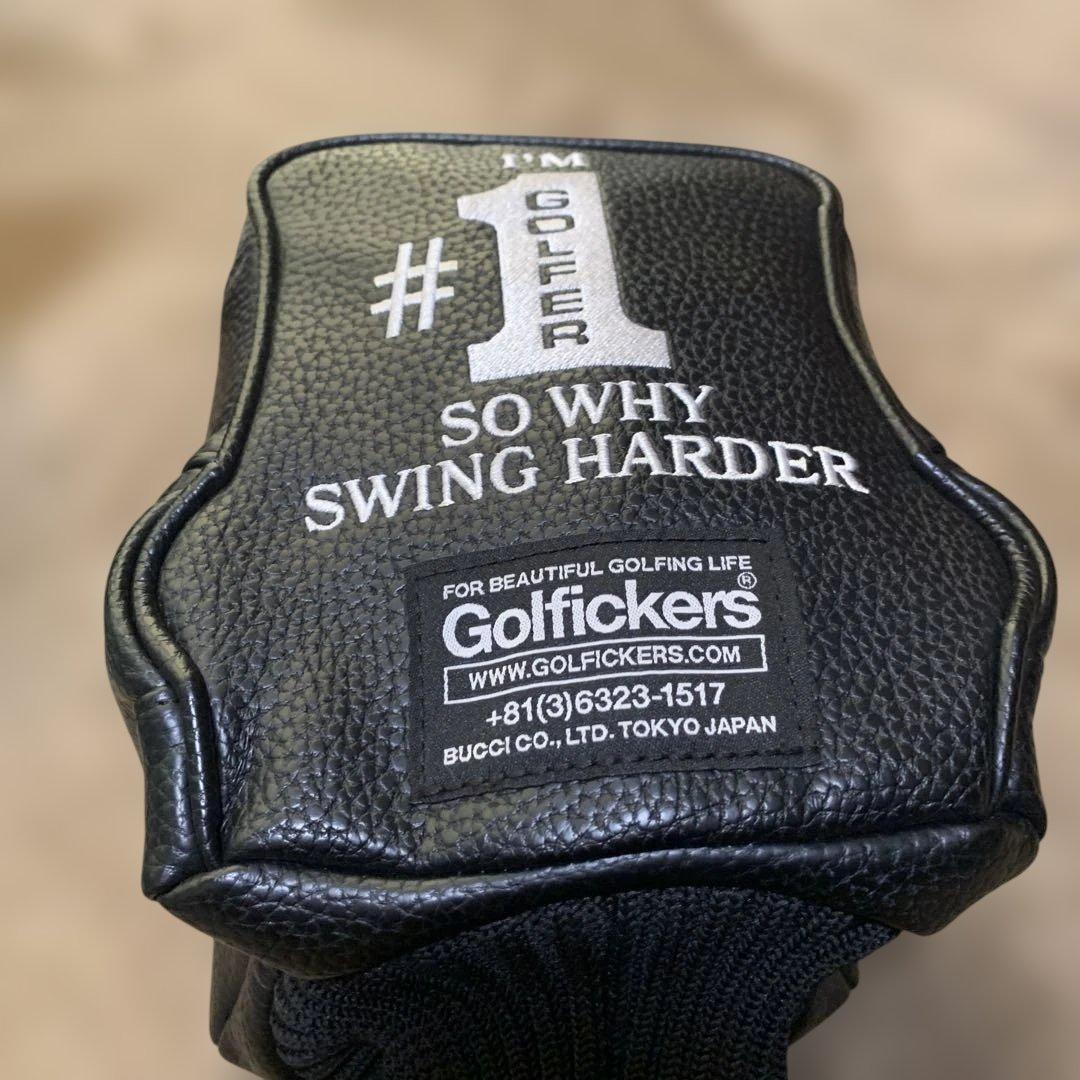 I'M
#1
GOLFER
SO WHY
SWING HARDER
FOR BEAUTIFUL GOLFING LIFE
Golfickers®
WWW.GOLFICKERS.COM
+81(3)6323-1517
BUCCI CO., LTD. TOKYO JAPAN